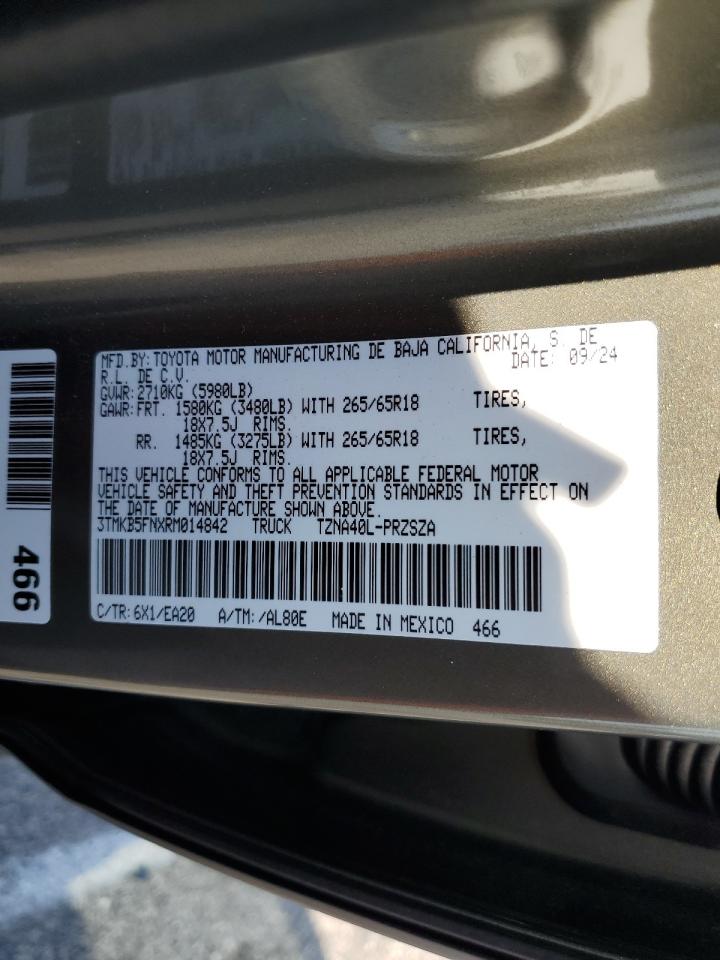 MFD.BY:TOYOTA MOTOR MANUFACTURING DE BAJA CALIFORNIA, S. DE
R.L. DE C.V. DATE: 09/24
GVWR:2710KG (5980LB)
GAWR:FRT. 1580KG (3480LB) WITH 265/65R18 TIRES,
18X7.5J RIMS.
RR. 1485KG (3275LB) WITH 265/65R18 TIRES,
18X7.5J RIMS.
THIS VEHICLE CONFORMS TO ALL APPLICABLE FEDERAL MOTOR
VEHICLE SAFETY AND THEFT PREVENTION STANDARDS IN EFFECT ON
THE DATE OF MANUFACTURE SHOWN ABOVE.
3TMKB5FNXRM014842 TRUCK TZNA40L-PRZSZA
C/TR:6X1/EA20 A/TM:/AL80E MADE IN MEXICO 466
466